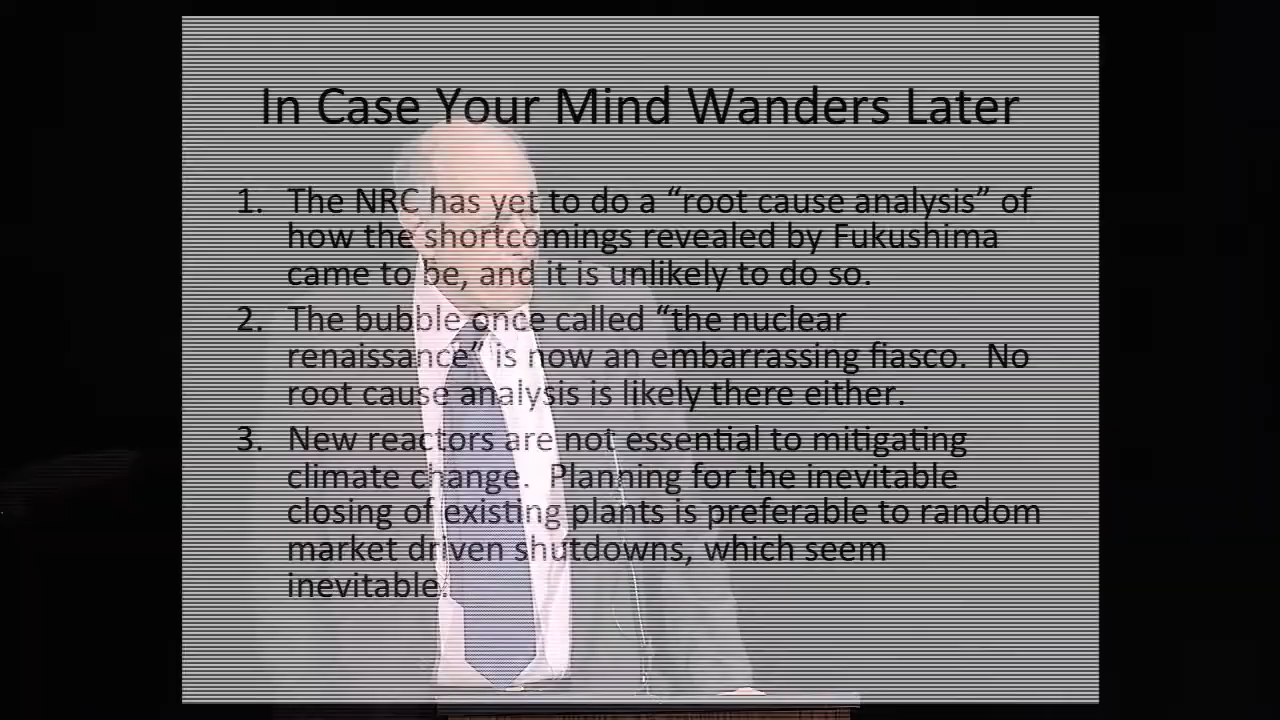 In Case Your Mind Wanders Later
1. The NRC has yet to do a “root cause analysis” of
how the shortcomings revealed by Fukushima
came to be, and it is unlikely to do so.
2. The bubble once called “the nuclear
renaissance” is now an embarrassing fiasco. No
root cause analysis is likely there either.
3. New reactors are not essential to mitigating
climate change. Planning for the inevitable
closing of existing plants is preferable to random
market driven shutdowns, which seem
inevitable.